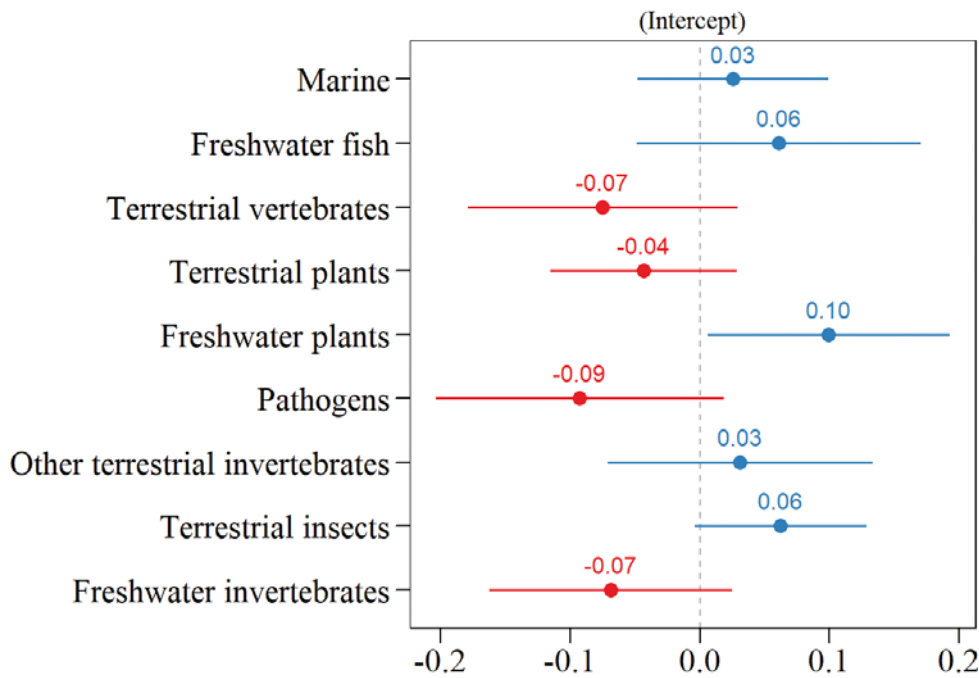 (Intercept)
Marine
0.03
Freshwater fish
0.06
Terrestrial vertebrates
-0.07
Terrestrial plants
-0.04
Freshwater plants
0.10
Pathogens
-0.09
Other terrestrial invertebrates
0.03
Terrestrial insects
0.06
Freshwater invertebrates
-0.07
-0.2 -0.1 0.0 0.1 0.2